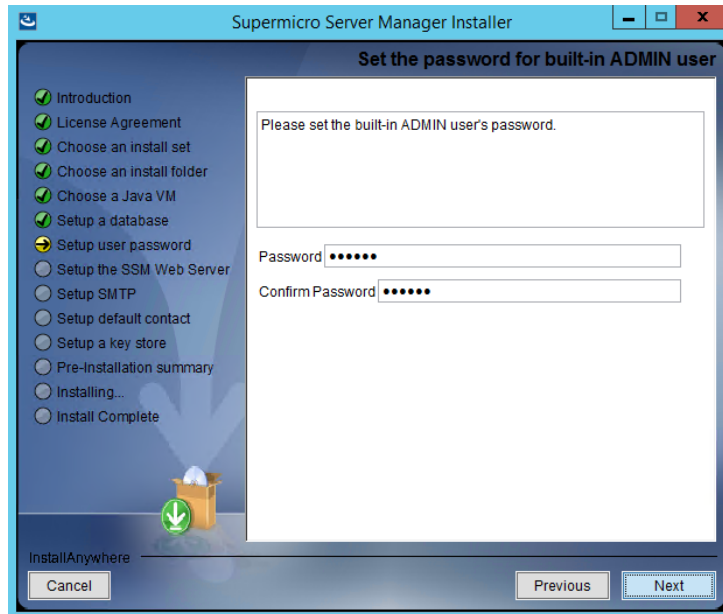 Supermicro Server Manager Installer
Set the password for built-in ADMIN user
Introduction
License Agreement
Choose an install set
Choose an install folder
Choose a Java VM
Setup a database
Setup user password
Setup the SSM Web Server
Setup SMTP
Setup default contact
Setup a key store
Pre-Installation summary
Installing...
Install Complete
Please set the built-in ADMIN user's password.
Password ●●●●●●
Confirm Password ●●●●●●
InstallAnywhere
Cancel
Previous
Next